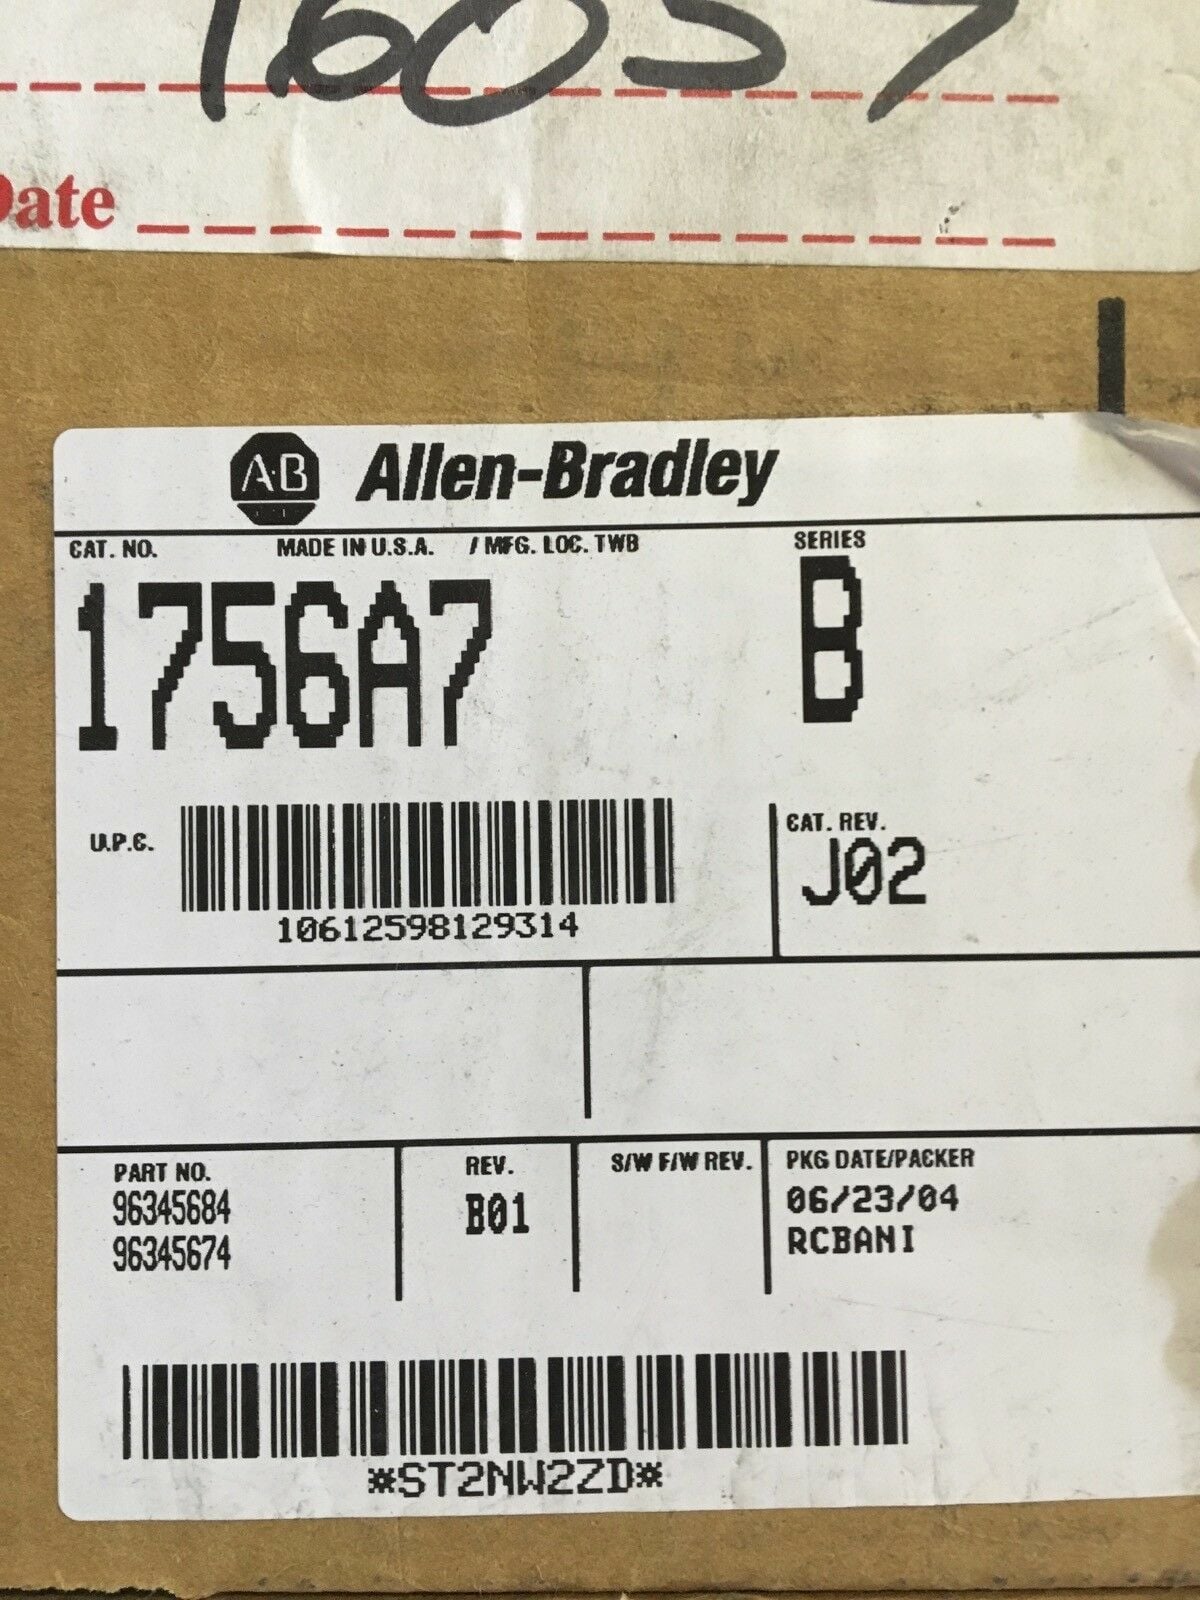 Date
A·B Allen-Bradley
CAT. NO. MADE IN U.S.A. / MFG. LOC. TWB SERIES
1756A7 B
U.P.C. CAT. REV.
J02
10612598129314
PART NO. REV. S/W F/W REV. PKG DATE/PACKER
96345684 B01 06/23/04
96345674 RCBANI
*ST2NW2ZD*